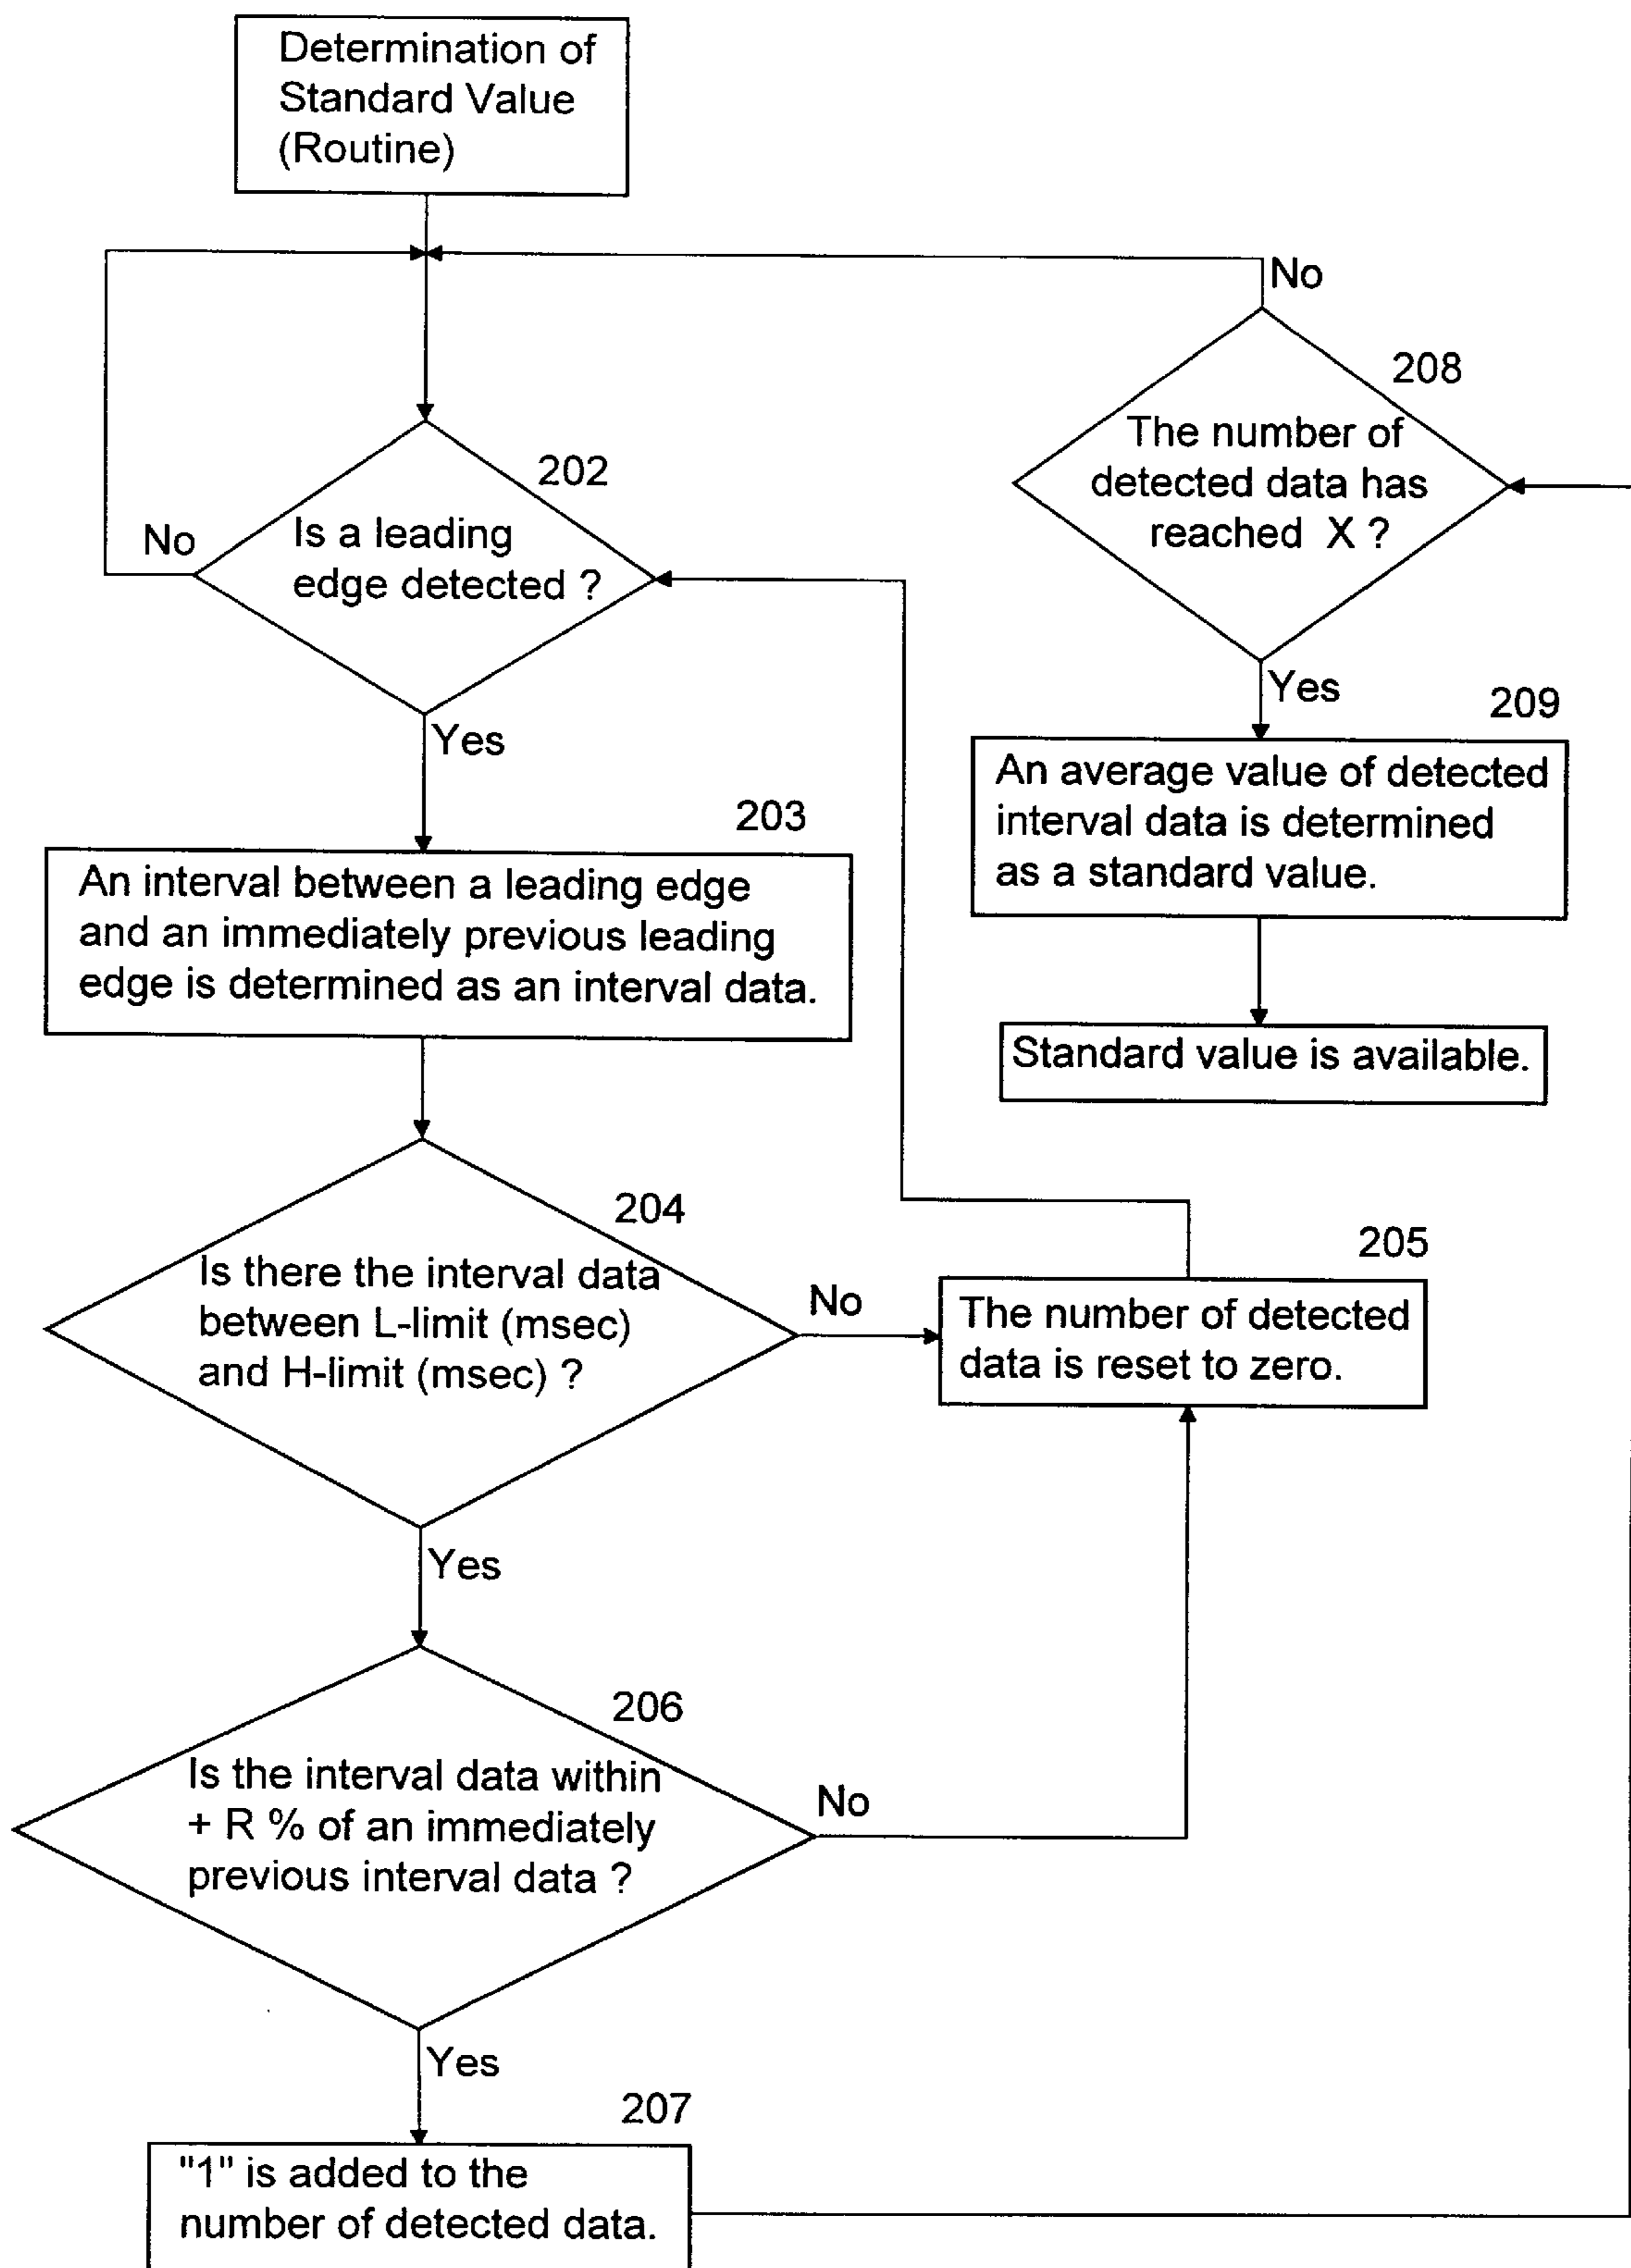 Determination of
Standard Value
(Routine)
No
208
The number of
detected data has
reached X ?
202
No
Is a leading
edge detected ?
Yes
209
An average value of detected
interval data is determined
as a standard value.
Yes
203
An interval between a leading edge
and an immediately previous leading
edge is determined as an interval data.
Standard value is available.
204
Is there the interval data
between L-limit (msec)
and H-limit (msec) ?
No
205
The number of detected
data is reset to zero.
Yes
206
Is the interval data within
+ R % of an immediately
previous interval data ?
No
Yes
207
"1" is added to the
number of detected data.